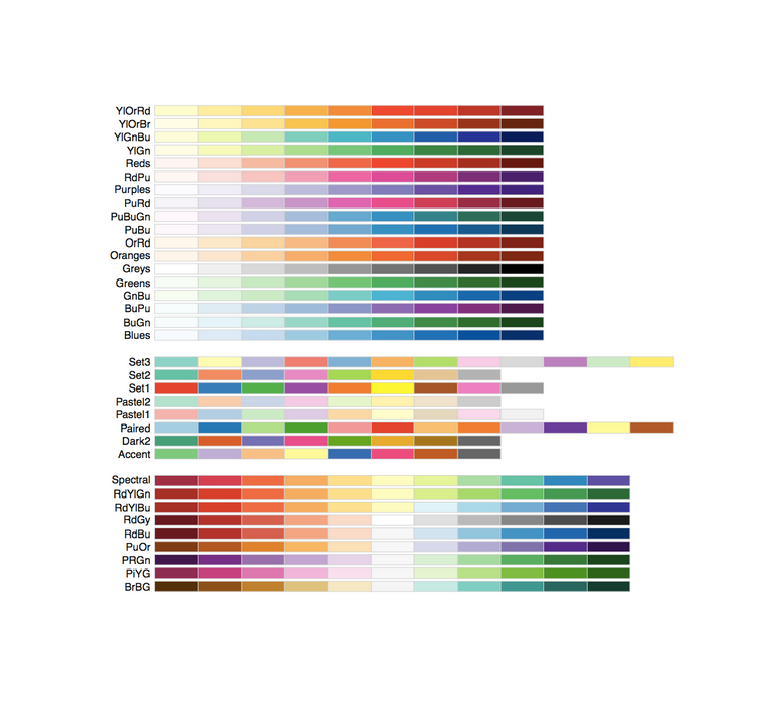 YlOrRd
YlOrBr
YlGnBu
YlGn
Reds
RdPu
Purples
PuRd
PuBuGn
PuBu
OrRd
Oranges
Greys
Greens
GnBu
BuPu
BuGn
Blues
Set3
Set2
Set1
Pastel2
Pastel1
Paired
Dark2
Accent
Spectral
RdYlGn
RdYlBu
RdGy
RdBu
PuOr
PRGn
PiYG
BrBG